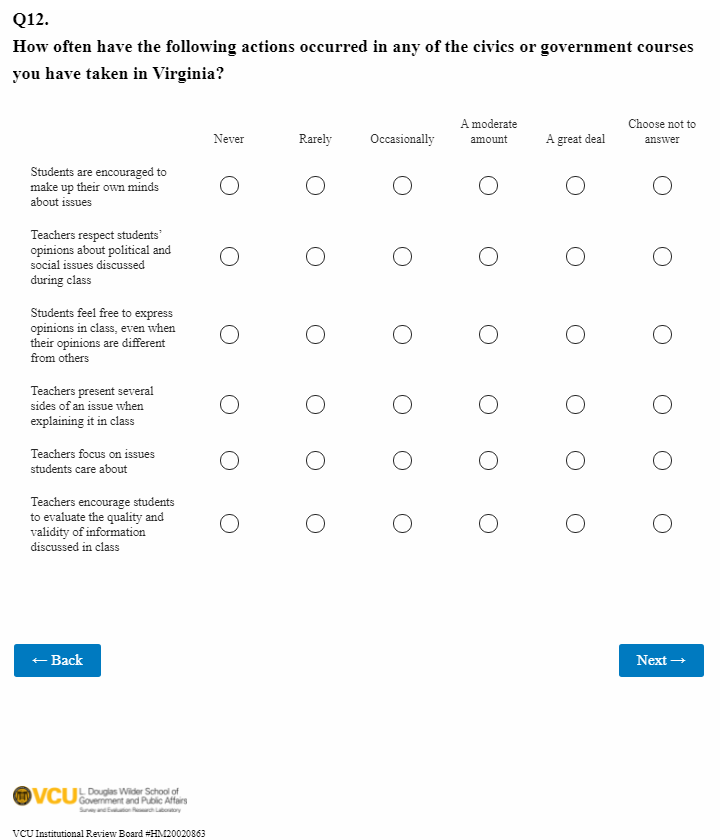 Q12.
How often have the following actions occurred in any of the civics or government courses
you have taken in Virginia?
Never
Rarely
Occasionally
A moderate
amount
A great deal
Choose not to
answer
Students are encouraged to
make up their own minds
about issues
Teachers respect students'
opinions about political and
social issues discussed
during class
Students feel free to express
opinions in class, even when
their opinions are different
from others
Teachers present several
sides of an issue when
explaining it in class
Teachers focus on issues
students care about
Teachers encourage students
to evaluate the quality and
validity of information
discussed in class
← Back
Next →
VCU
L. Douglas Wilder School of
Government and Public Affairs
Survey and Evaluation Research Laboratory
VCU Institutional Review Board #HM20020863